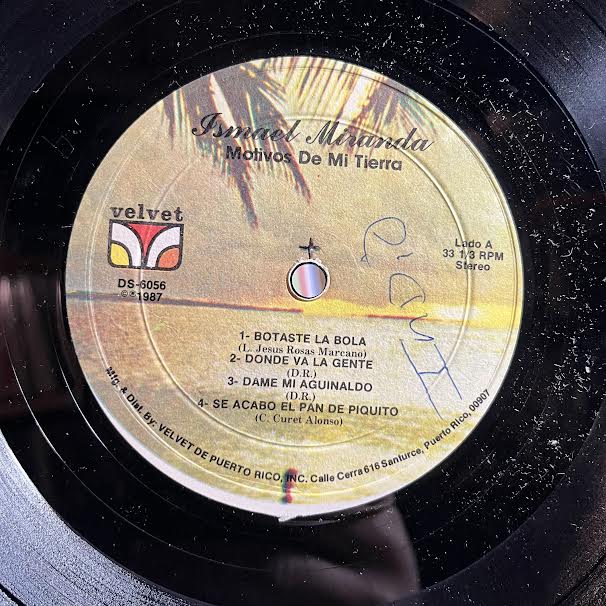 Ismael Miranda
Motivos De Mi Tierra
velvet
DS-6056
©℗1987
Lado A
33 1/3 RPM
Stereo
1- BOTASTE LA BOLA
(L. Jesus Rosas Marcano)
2- DONDE VA LA GENTE
(D.R.)
3- DAME MI AGUINALDO
(D.R.)
4- SE ACABO EL PAN DE PIQUITO
(C. Curet Alonso)
Mfg. & Dist. By: VELVET DE PUERTO RICO, INC. Calle Cerra 616 Santurce, Puerto Rico, 00907